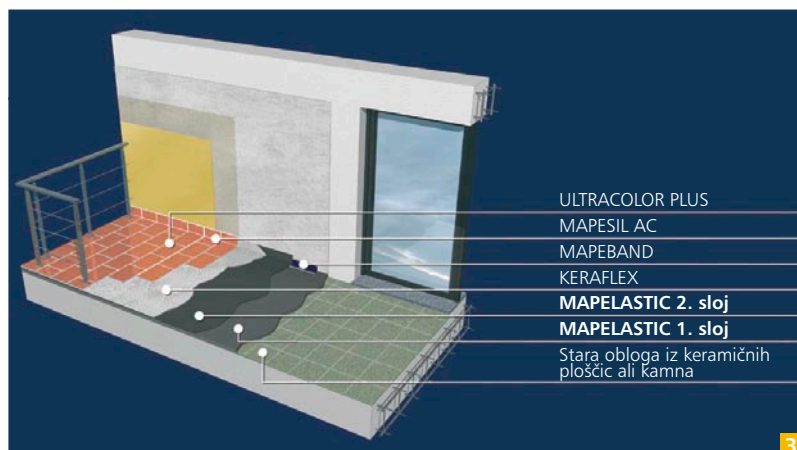 ULTRACOLOR PLUS
MAPESIL AC
MAPEBAND
KERAFLEX
MAPELASTIC 2. sloj
MAPELASTIC 1. sloj
Stara obloga iz keramičnih
ploščic ali kamna
3